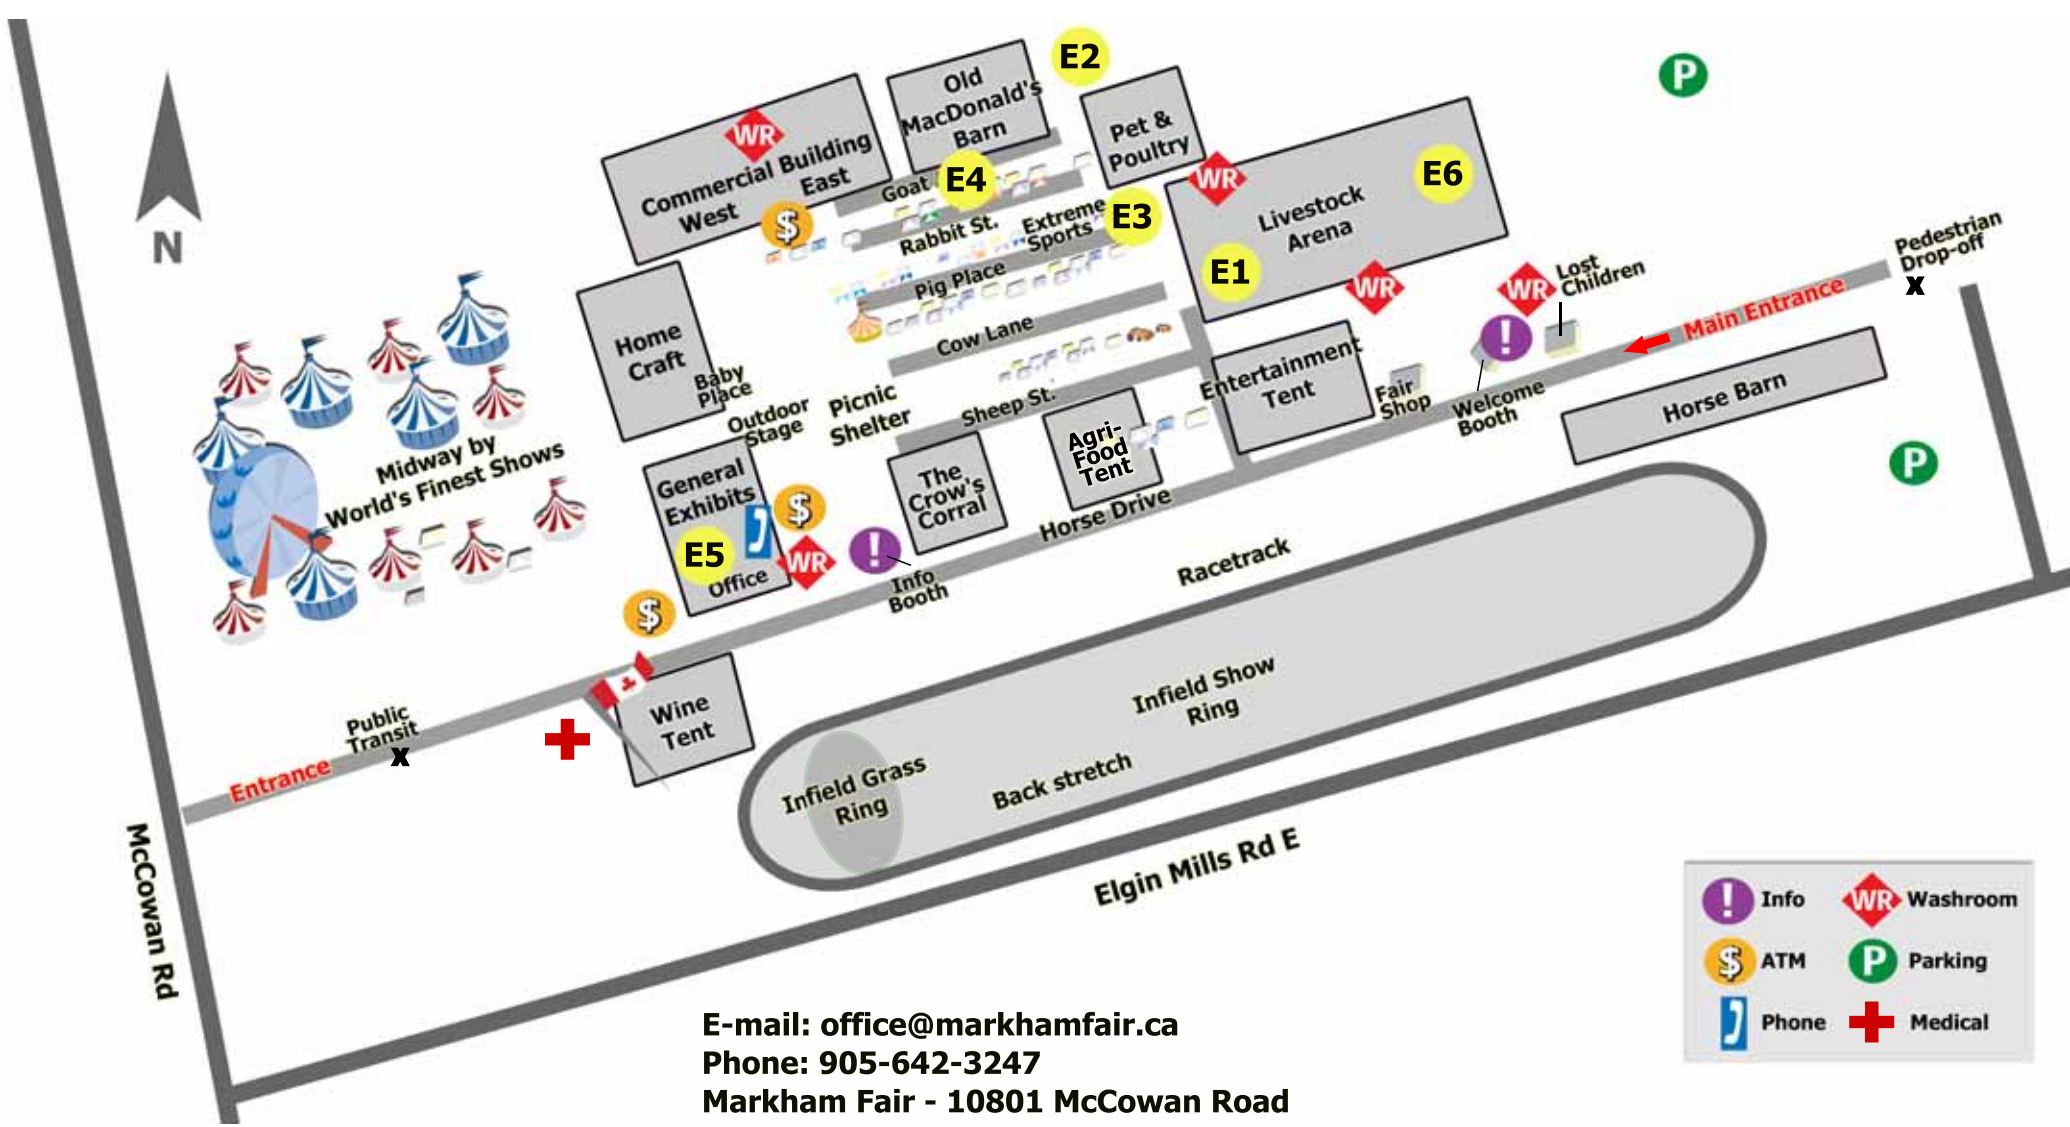 E2
P
Old
MacDonald's
Barn
WR
Commercial Building
West East
Pet &
Poultry
WR
E6
Livestock
Arena
E1
Goat
E4
$
Rabbit St.
Extreme
Sports
E3
Pig Place
N
Pedestrian
Drop-off
x
Lost
Children
WR
WR
!
Main Entrance
Home
Craft
Cow Lane
Baby
Place
Outdoor
Stage
Picnic
Shelter
Sheep St.
Entertainment
Tent
Fair
Shop
Welcome
Booth
Horse Barn
P
Midway by
World's Finest Shows
General
Exhibits
E5
Office
$
WR
!
Info
Booth
The
Crow's
Corral
Agri-
Food
Tent
Horse Drive
Racetrack
$
Wine
Tent
Public
Transit
x
Entrance
Infield Show
Ring
Infield Grass
Ring
Back stretch
McCowan Rd
Elgin Mills Rd E
! Info
WR Washroom
$ ATM
P Parking
Phone
Medical
E-mail: office@markhamfair.ca
Phone: 905-642-3247
Markham Fair - 10801 McCowan Road